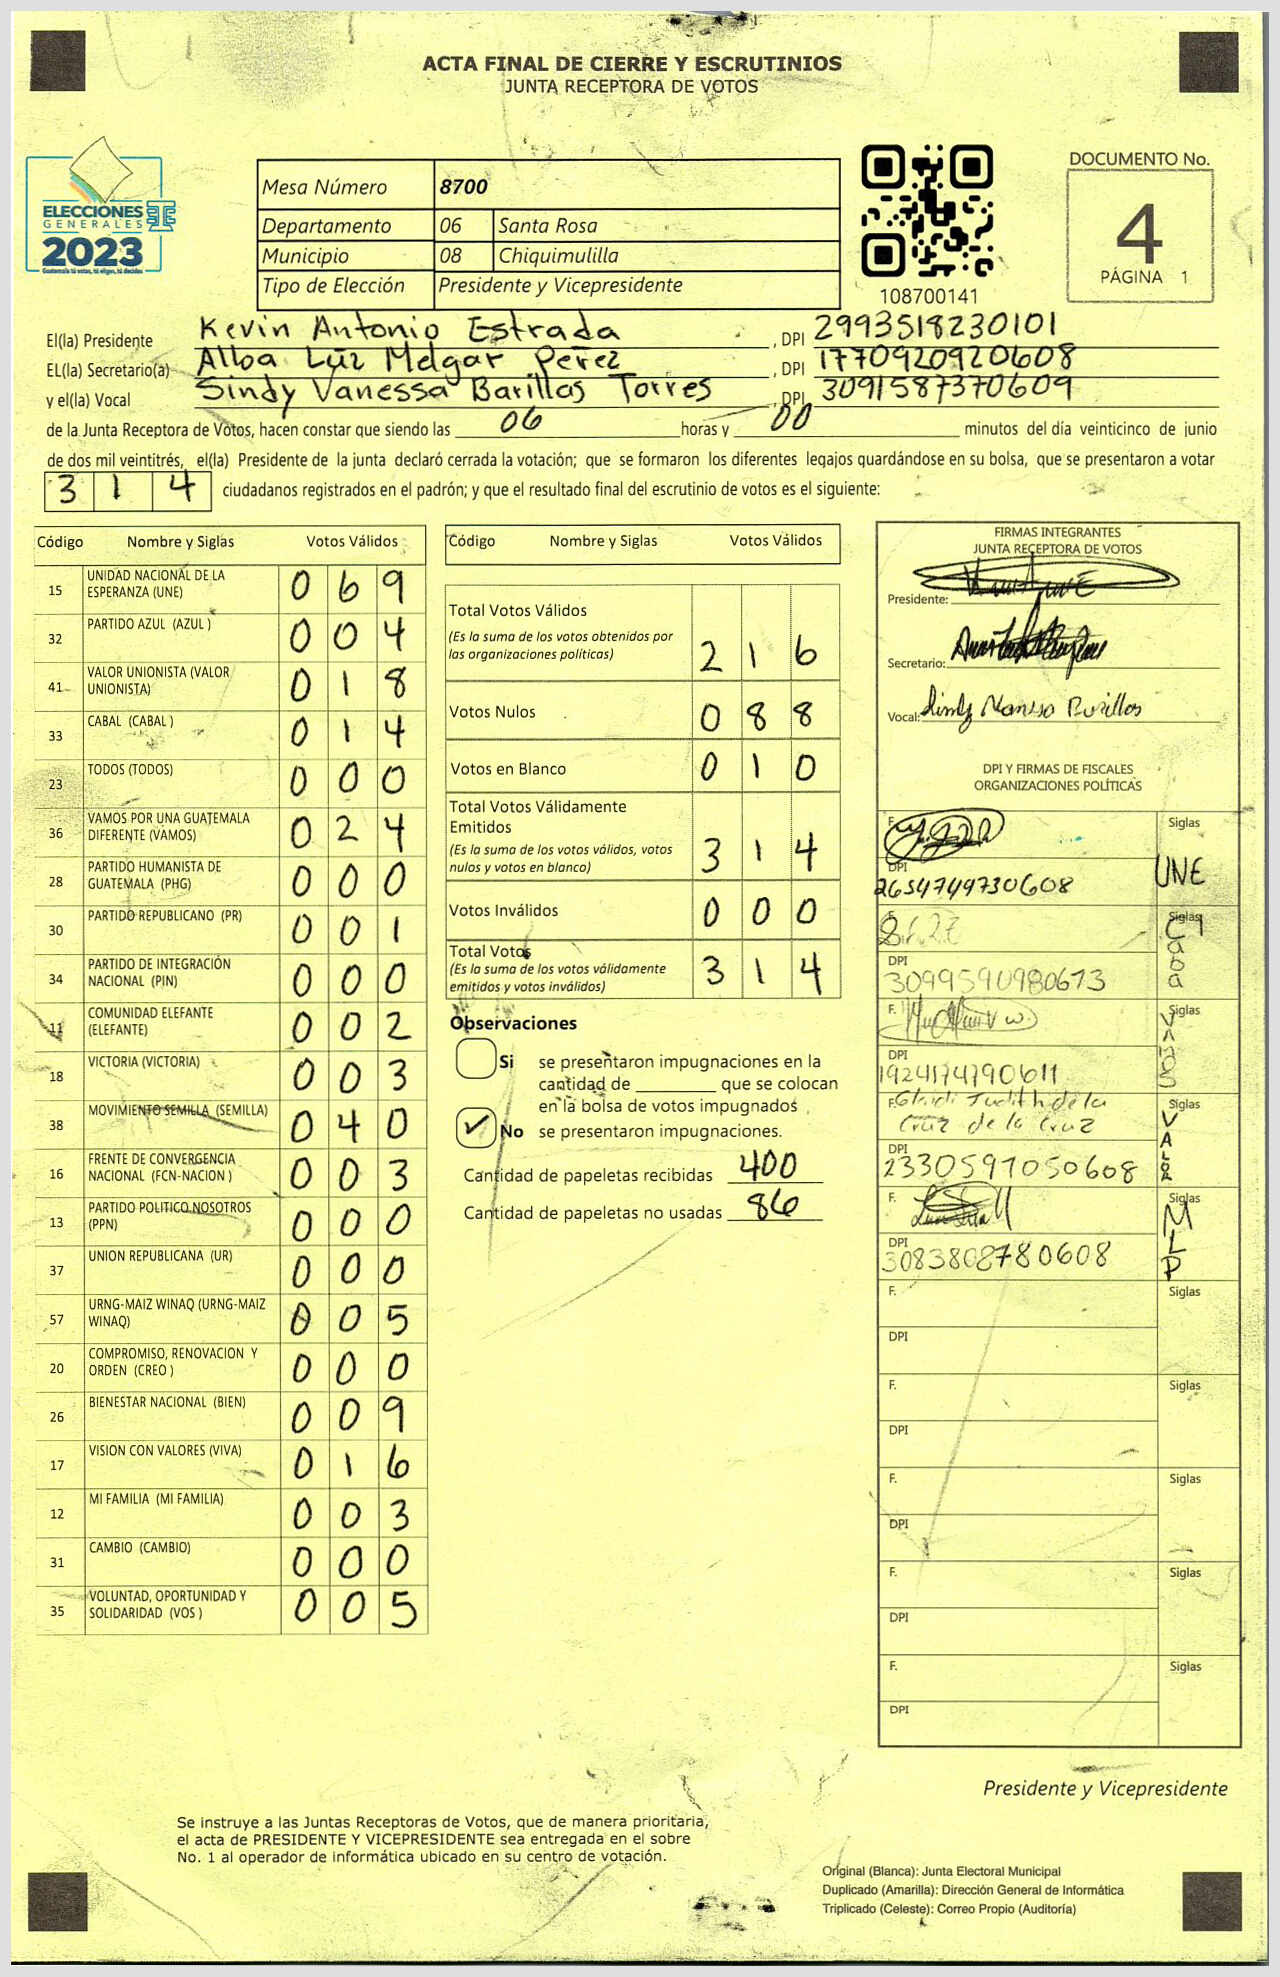 ACTA FINAL DE CIERRE Y ESCRUTINIOS
JUNTA RECEPTORA DE VOTOS
ELECCIONES
GENERALES
2023
Guatemala tú votas, tú eliges, tú decides
Mesa Número 8700
Departamento 06 Santa Rosa
Municipio 08 Chiquimulilla
Tipo de Elección Presidente y Vicepresidente
108700141
DOCUMENTO No.
4
PÁGINA 1
El(la) Presidente Kevin Antonio Estrada , DPI 2993518230101
EL(la) Secretario(a) Alba Luz Melgar Perez , DPI 1770920920608
y el(la) Vocal Sindy Vanessa Barillas Torres , DPI 3091587370609
de la Junta Receptora de Votos, hacen constar que siendo las 06 horas y 00 minutos del día veinticinco de junio
de dos mil veintitrés, el(la) Presidente de la junta declaró cerrada la votación; que se formaron los diferentes legajos guardándose en su bolsa, que se presentaron a votar
3 1 4 ciudadanos registrados en el padrón; y que el resultado final del escrutinio de votos es el siguiente:
Código Nombre y Siglas Votos Válidos
15 UNIDAD NACIONAL DE LA ESPERANZA (UNE) 0 6 9
32 PARTIDO AZUL (AZUL ) 0 0 4
41 VALOR UNIONISTA (VALOR UNIONISTA) 0 1 8
33 CABAL (CABAL ) 0 1 4
23 TODOS (TODOS) 0 0 0
36 VAMOS POR UNA GUATEMALA DIFERENTE (VAMOS) 0 2 4
28 PARTIDO HUMANISTA DE GUATEMALA (PHG) 0 0 0
30 PARTIDO REPUBLICANO (PR) 0 0 1
34 PARTIDO DE INTEGRACIÓN NACIONAL (PIN) 0 0 0
11 COMUNIDAD ELEFANTE (ELEFANTE) 0 0 2
18 VICTORIA (VICTORIA) 0 0 3
38 MOVIMIENTO SEMILLA (SEMILLA) 0 4 0
16 FRENTE DE CONVERGENCIA NACIONAL (FCN-NACION ) 0 0 3
13 PARTIDO POLITICO NOSOTROS (PPN) 0 0 0
37 UNION REPUBLICANA (UR) 0 0 0
57 URNG-MAIZ WINAQ (URNG-MAIZ WINAQ) 0 0 5
20 COMPROMISO, RENOVACION Y ORDEN (CREO ) 0 0 0
26 BIENESTAR NACIONAL (BIEN) 0 0 9
17 VISION CON VALORES (VIVA) 0 1 6
12 MI FAMILIA (MI FAMILIA) 0 0 3
31 CAMBIO (CAMBIO) 0 0 0
35 VOLUNTAD, OPORTUNIDAD Y SOLIDARIDAD (VOS ) 0 0 5
Código Nombre y Siglas Votos Válidos
Total Votos Válidos
(Es la suma de los votos obtenidos por
las organizaciones políticas) 2 1 6
Votos Nulos 0 8 8
Votos en Blanco 0 1 0
Total Votos Válidamente
Emitidos
(Es la suma de los votos válidos, votos
nulos y votos en blanco) 3 1 4
Votos Inválidos 0 0 0
Total Votos
(Es la suma de los votos válidamente
emitidos y votos inválidos) 3 1 4
Observaciones
Si se presentaron impugnaciones en la
cantidad de ________ que se colocan
en la bolsa de votos impugnados
✓ No se presentaron impugnaciones.
Cantidad de papeletas recibidas 400
Cantidad de papeletas no usadas 86
FIRMAS INTEGRANTES
JUNTA RECEPTORA DE VOTOS
Presidente:
Secretario:
Vocal: Sindy Vanessa Barillas
DPI Y FIRMAS DE FISCALES
ORGANIZACIONES POLÍTICAS
F. Siglas
DPI UNE
2654749730608
F. Siglas
DPI
3099590980673
F. Siglas
VAMOS
DPI
1924174790611
F. Gladi Judith de la Siglas
Cruz de la Cruz
VALOR
DPI
2330597050608
F. Siglas
MLP
DPI
3083808780608
F. Siglas
DPI
F. Siglas
DPI
F. Siglas
DPI
F. Siglas
DPI
F. Siglas
DPI
Presidente y Vicepresidente
Se instruye a las Juntas Receptoras de Votos, que de manera prioritaria,
el acta de PRESIDENTE Y VICEPRESIDENTE sea entregada en el sobre
No. 1 al operador de informática ubicado en su centro de votación.
Original (Blanca): Junta Electoral Municipal
Duplicado (Amarilla): Dirección General de Informática
Triplicado (Celeste): Correo Propio (Auditoría)